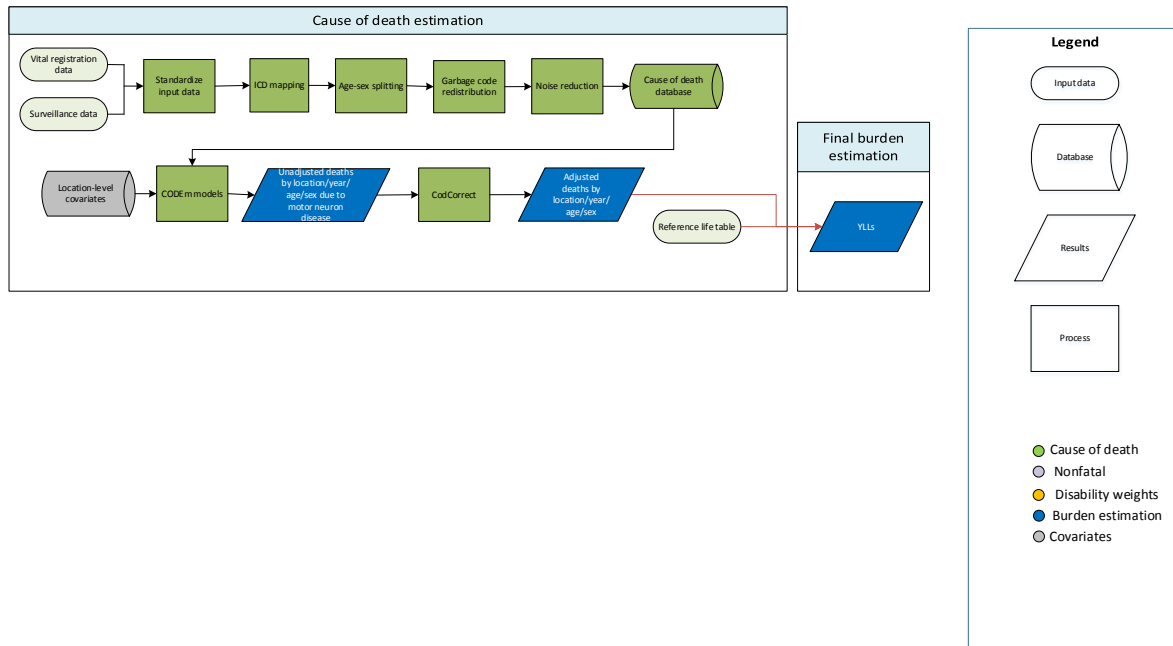 Cause of death estimation
Vital registration
data
Surveillance data
Standardize
input data
ICD mapping
Age-sex splitting
Garbage code
redistribution
Noise reduction
Cause of death
database
Location-level
covariates
CODEm models
Unadjusted deaths
by location/year/
age/sex due to
motor neuron
disease
CodCorrect
Adjusted
deaths by
location/year/
age/sex
Reference life table
Final burden
estimation
YLLs
Legend
Input data
Database
Results
Process
Cause of death
Nonfatal
Disability weights
Burden estimation
Covariates